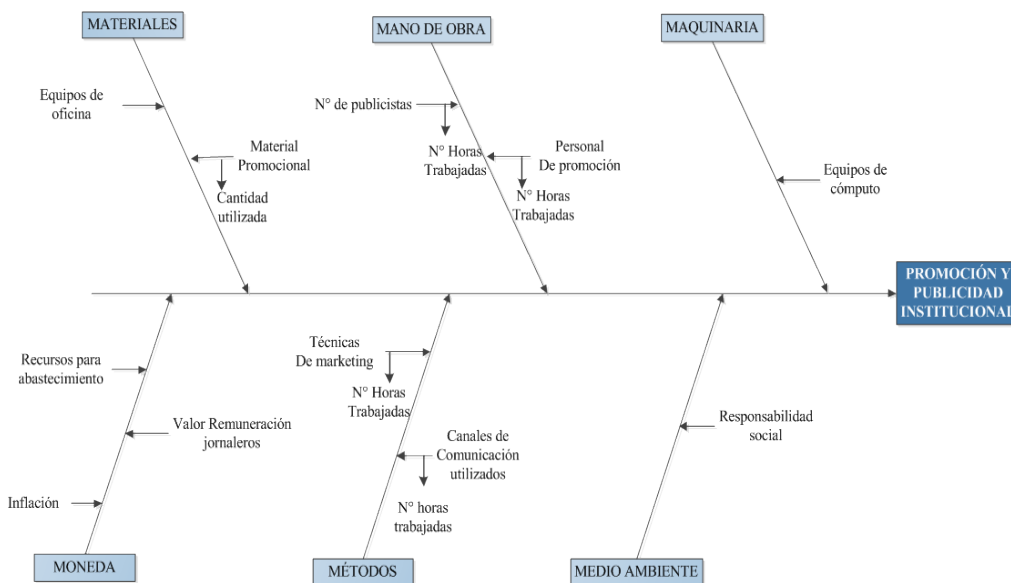 MATERIALES
MANO DE OBRA
MAQUINARIA
Equipos de
oficina
Material
Promocional
Cantidad
utilizada
N° de publicistas
N° Horas
Trabajadas
Personal
De promoción
N° Horas
Trabajadas
Equipos de
cómputo
PROMOCIÓN Y
PUBLICIDAD
INSTITUCIONAL
Recursos para
abastecimiento
Valor Remuneración
jornaleros
Inflación
Técnicas
De marketing
N° Horas
Trabajadas
Canales de
Comunicación
utilizados
N° horas
trabajadas
Responsabilidad
social
MONEDA
MÉTODOS
MEDIO AMBIENTE